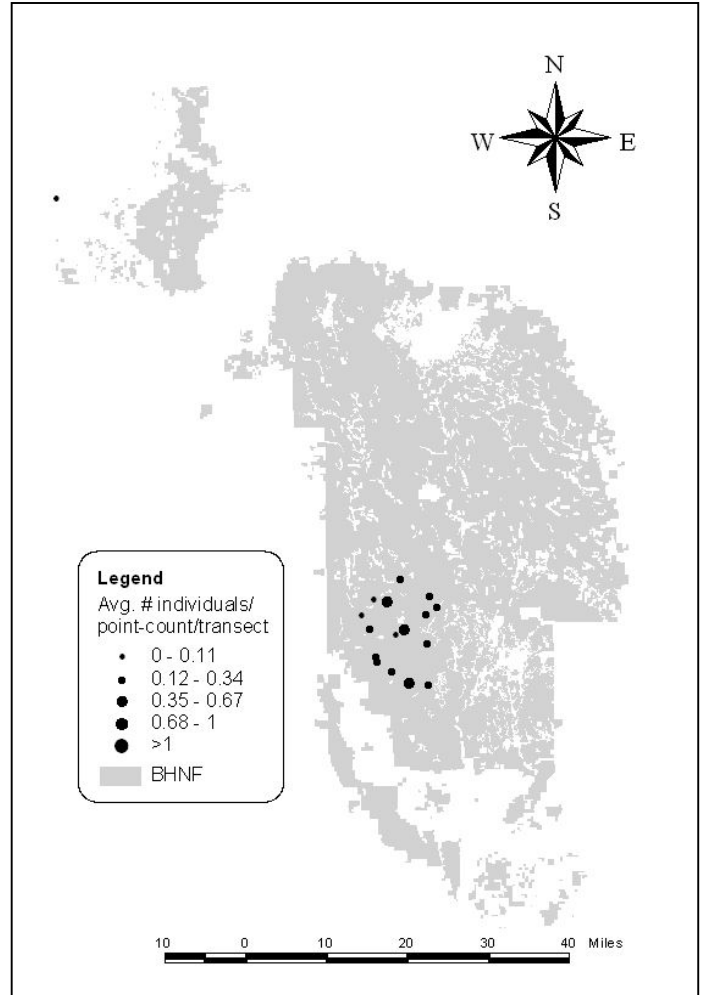 N
W E
S
Legend
Avg. # individuals/
point-count/transect
0 - 0.11
0.12 - 0.34
0.35 - 0.67
0.68 - 1
>1
BHNF
10 0 10 20 30 40 Miles